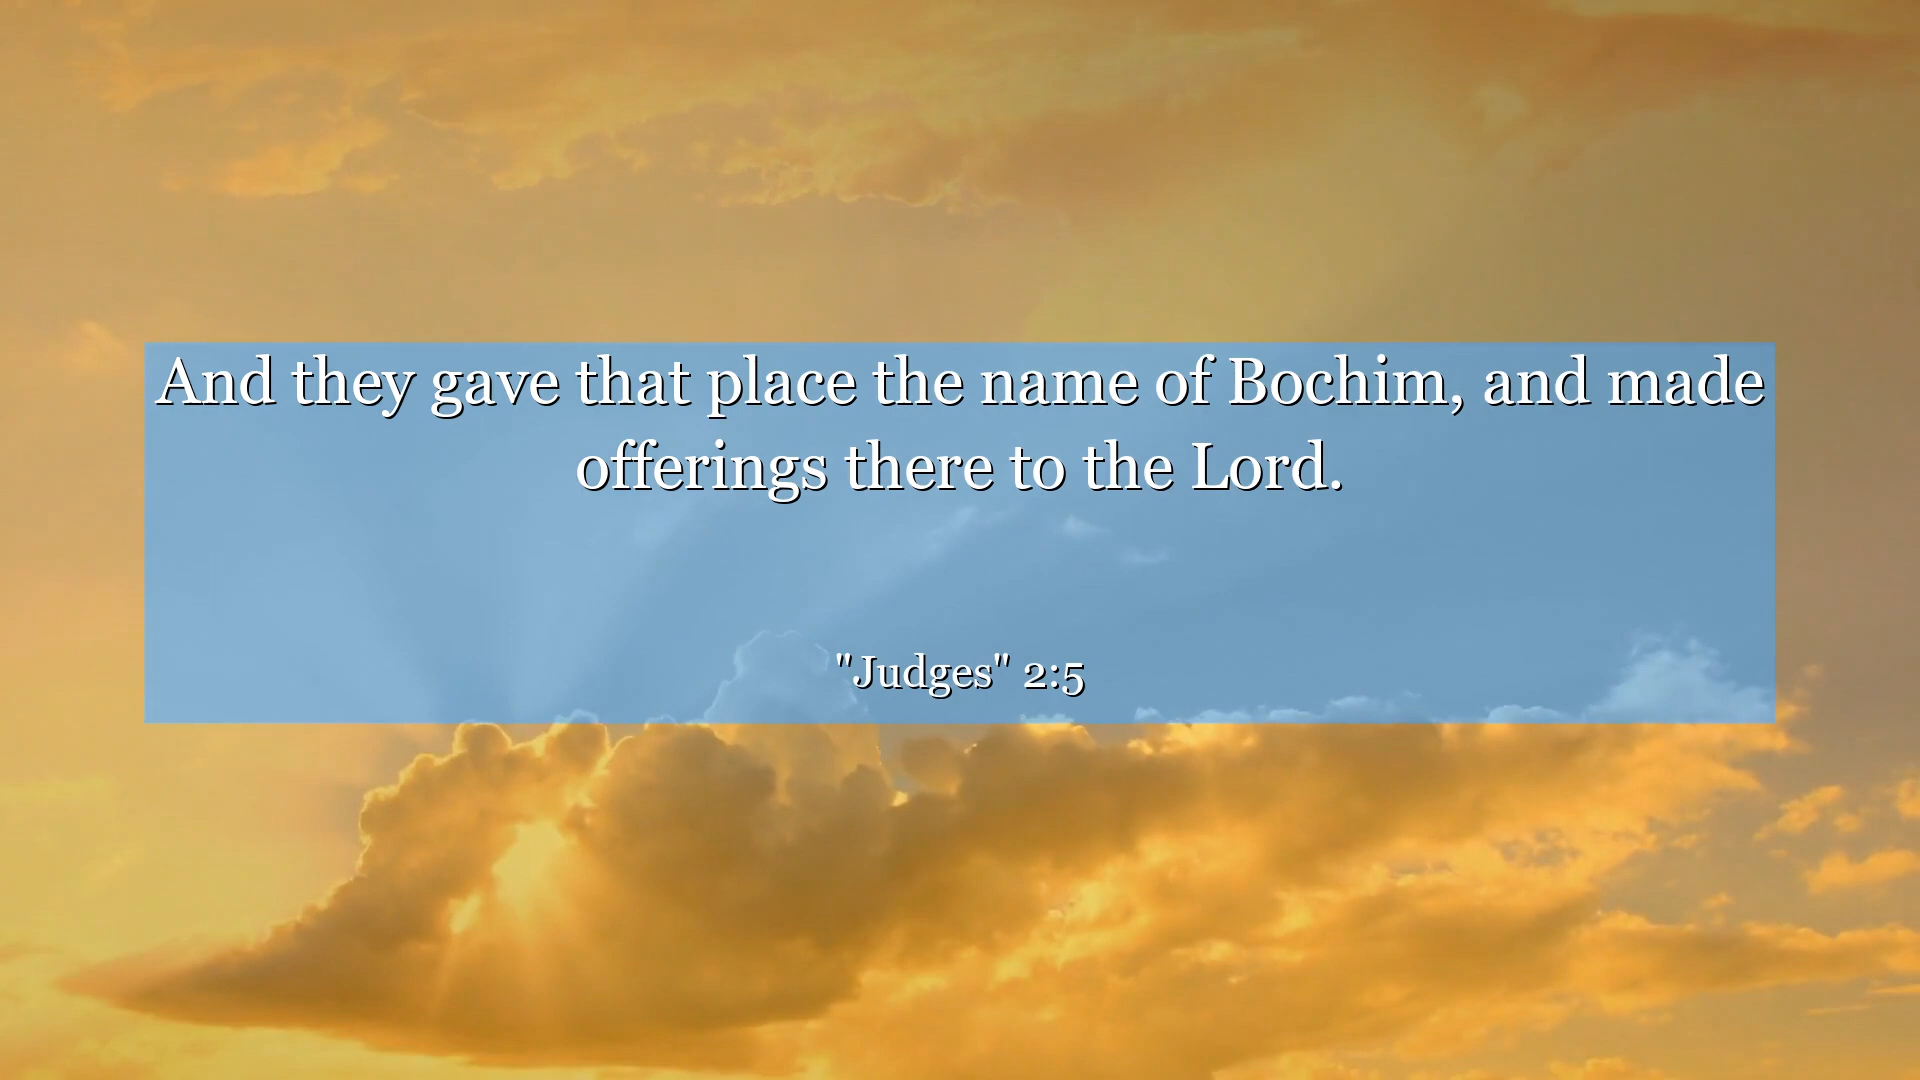 And they gave that place the name of Bochim, and made
offerings there to the Lord.
"Judges" 2:5